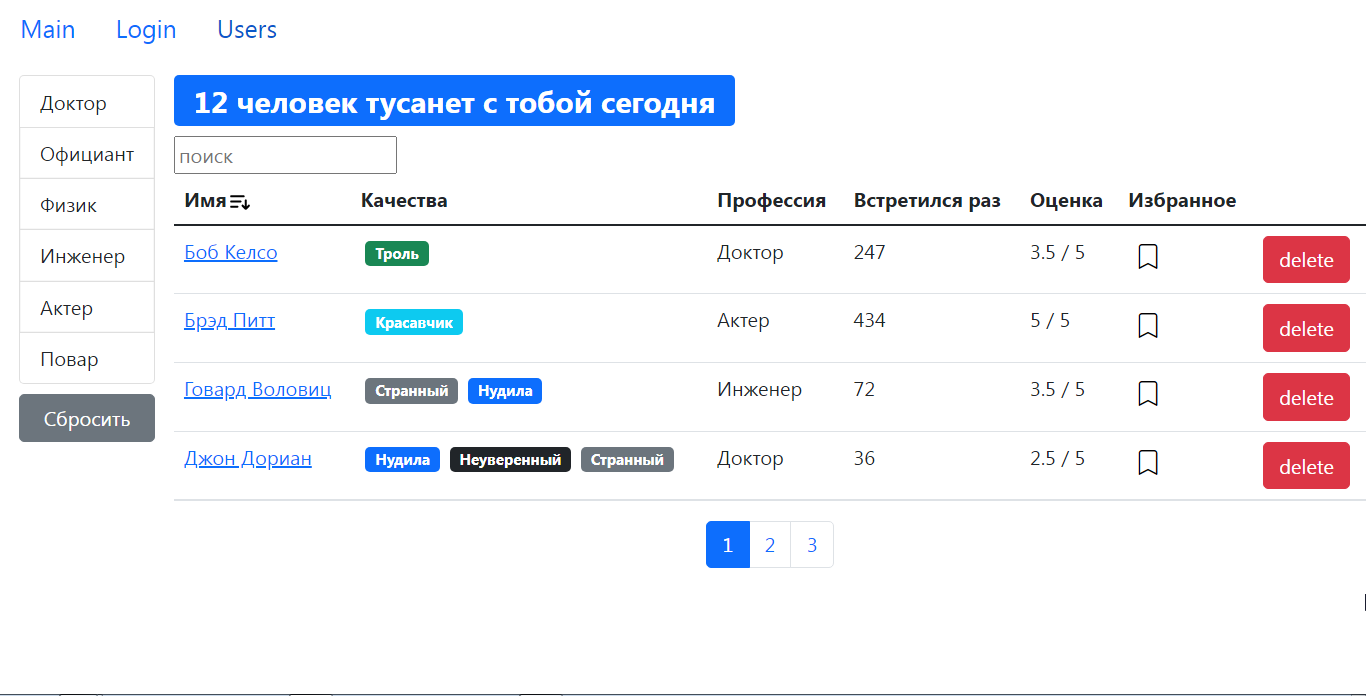 Main Login Users
Доктор
Официант
Физик
Инженер
Актер
Повар
Сбросить
12 человек тусанет с тобой сегодня
поиск
Имя Качества Профессия Встретился раз Оценка Избранное
Боб Келсо Троль Доктор 247 3.5 / 5 delete
Брэд Питт Красавчик Актер 434 5 / 5 delete
Говард Воловиц Странный Нудила Инженер 72 3.5 / 5 delete
Джон Дориан Нудила Неуверенный Странный Доктор 36 2.5 / 5 delete
1 2 3